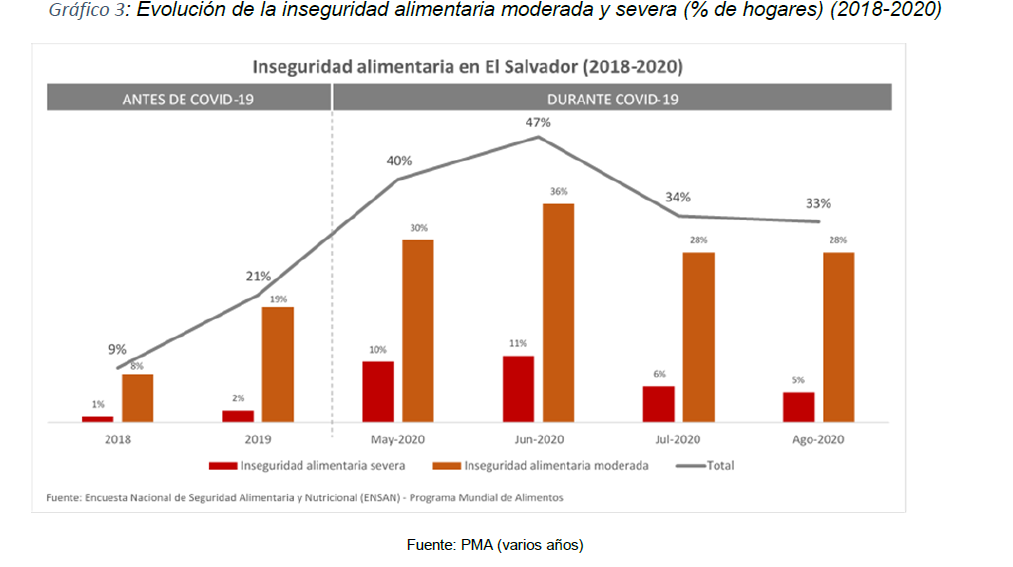 Gráfico 3: Evolución de la inseguridad alimentaria moderada y severa (% de hogares) (2018-2020)
Inseguridad alimentaria en El Salvador (2018-2020)
ANTES DE COVID-19 DURANTE COVID-19
47%
40%
36%
34%
33%
30%
28% 28%
21%
19%
9%
8%
10%
11%
6%
5%
1%
2%
2018 2019 May-2020 Jun-2020 Jul-2020 Ago-2020
Inseguridad alimentaria severa Inseguridad alimentaria moderada Total
Fuente: Encuesta Nacional de Seguridad Alimentaria y Nutricional (ENSAN) - Programa Mundial de Alimentos
Fuente: PMA (varios años)